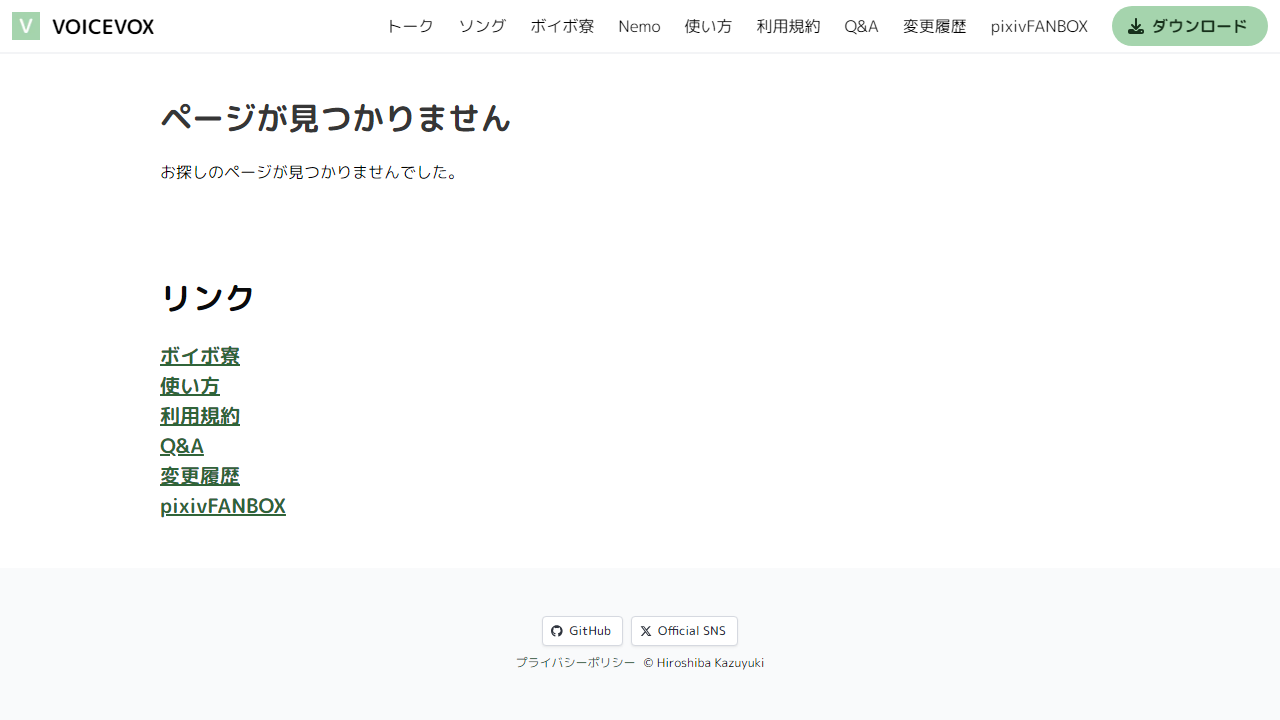 V VOICEVOX トーク ソング ボイボ寮 Nemo 使い方 利用規約 Q&A 変更履歴 pixivFANBOX ダウンロード
ページが見つかりません
お探しのページが見つかりませんでした。
リンク
ボイボ寮
使い方
利用規約
Q&A
変更履歴
pixivFANBOX
GitHub Official SNS
プライバシーポリシー © Hiroshiba Kazuyuki